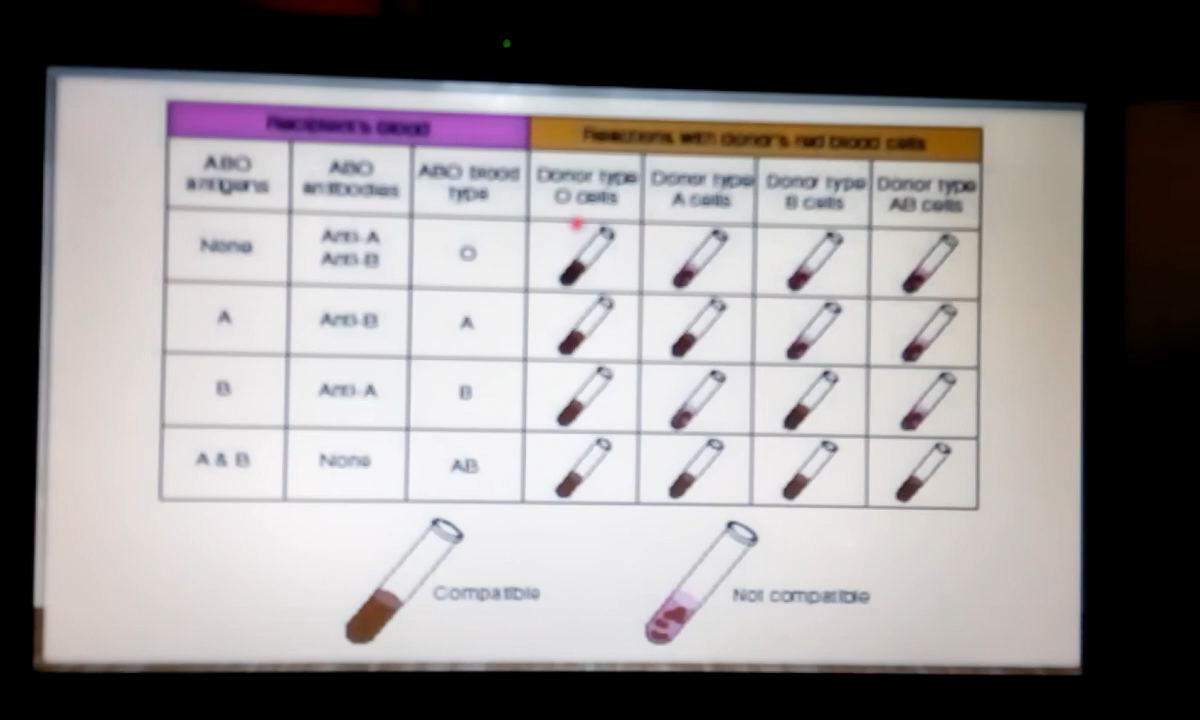 Recipient's blood
Reactions with donor's red blood cells
ABO antigens
ABO antibodies
ABO blood type
Donor type O cells
Donor type A cells
Donor type B cells
Donor type AB cells
None
Anti-A
Anti-B
O
A
Anti-B
A
B
Anti-A
B
A & B
None
AB
Compatible
Not compatible